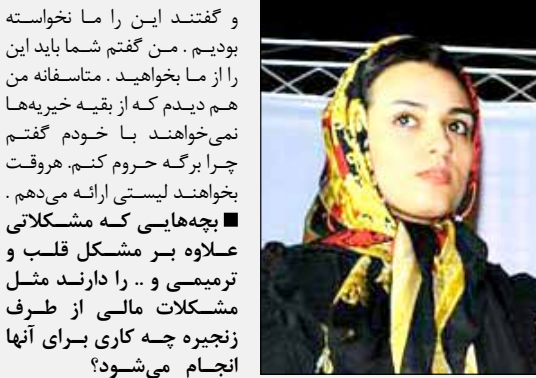 و گفتند این را ما نخواسته
بودیم . من گفتم شما باید این
را از ما بخواهید . متاسفانه من
هم دیدم که از بقیه خیریه‌ها
نمی‌خواهند با خودم گفتم
چرا برگه حروم کنم. هروقت
بخواهند لیستی ارائه می‌دهم .
■ بچه‌هایی که مشکلاتی
علاوه بر مشکل قلب و
ترمیمی و .. را دارند مثل
مشکلات مالی از طرف
زنجیره چه کاری برای آنها
انجام می‌شود؟